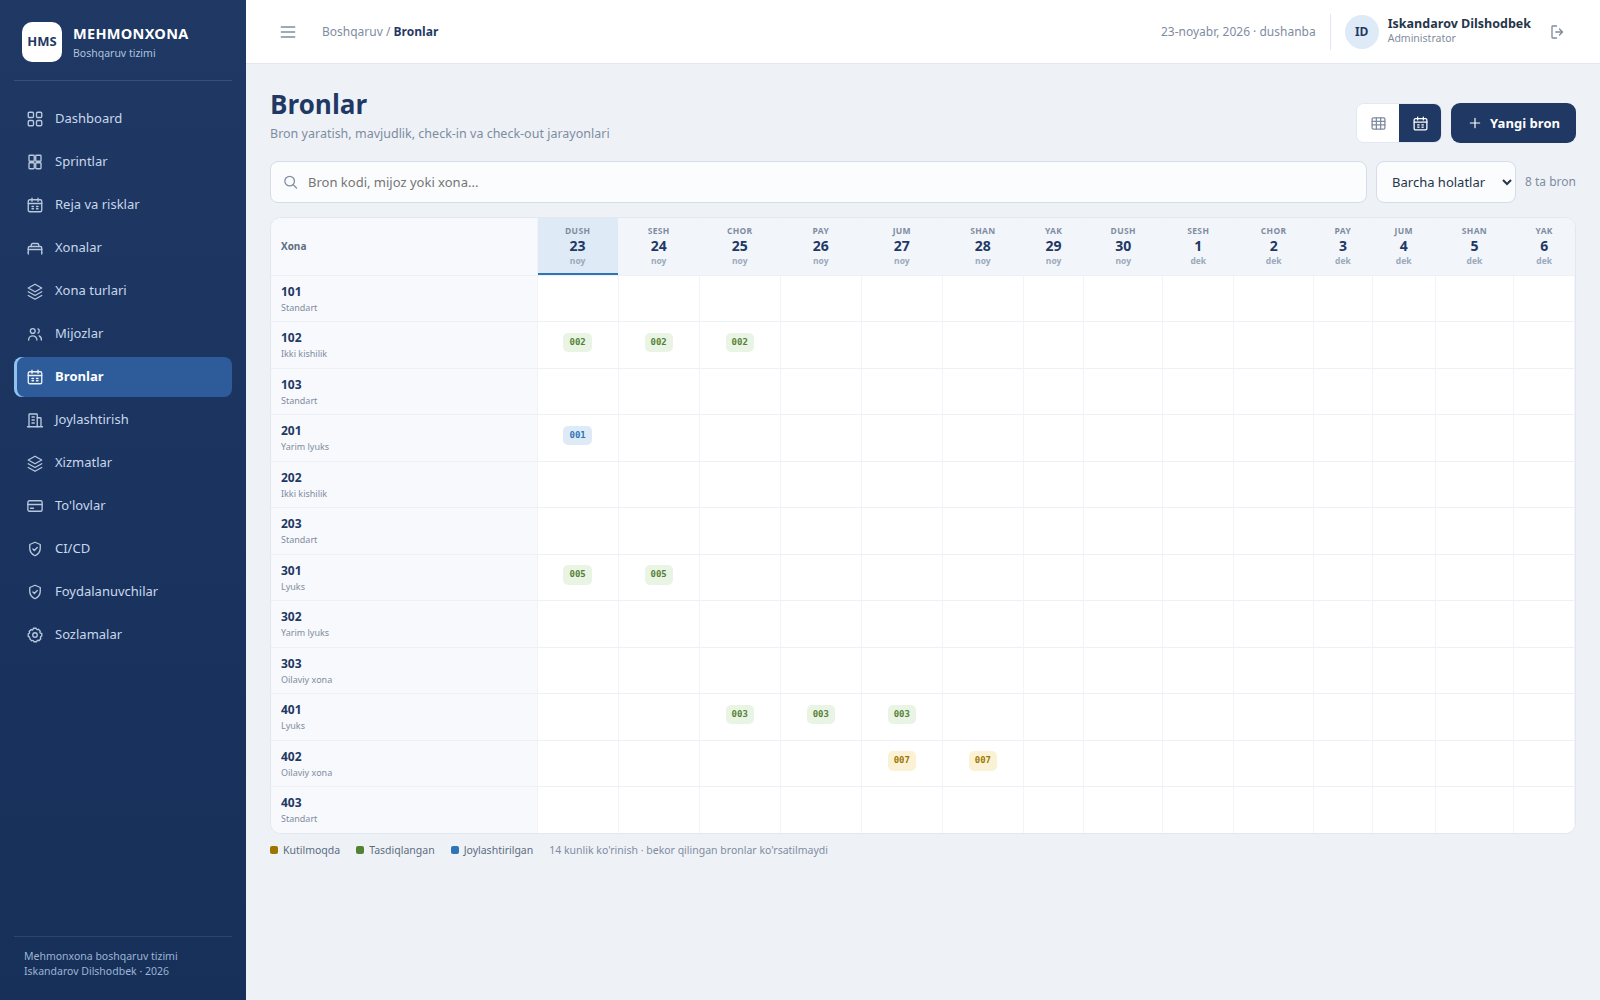 HMS
MEHMONXONA
Boshqaruv tizimi
Dashboard
Sprintlar
Reja va risklar
Xonalar
Xona turlari
Mijozlar
Bronlar
Joylashtirish
Xizmatlar
To'lovlar
CI/CD
Foydalanuvchilar
Sozlamalar
Mehmonxona boshqaruv tizimi
Iskandarov Dilshodbek · 2026
Boshqaruv / Bronlar
23-noyabr, 2026 · dushanba
ID
Iskandarov Dilshodbek
Administrator
Bronlar
Bron yaratish, mavjudlik, check-in va check-out jarayonlari
Yangi bron
Bron kodi, mijoz yoki xona...
Barcha holatlar
8 ta bron
Xona
DUSH 23 noy
SESH 24 noy
CHOR 25 noy
PAY 26 noy
JUM 27 noy
SHAN 28 noy
YAK 29 noy
DUSH 30 noy
SESH 1 dek
CHOR 2 dek
PAY 3 dek
JUM 4 dek
SHAN 5 dek
YAK 6 dek
101
Standart
102
Ikki kishilik
002 002 002
103
Standart
201
Yarim lyuks
001
202
Ikki kishilik
203
Standart
301
Lyuks
005 005
302
Yarim lyuks
303
Oilaviy xona
401
Lyuks
003 003 003
402
Oilaviy xona
007 007
403
Standart
Kutilmoqda
Tasdiqlangan
Joylashtirilgan
14 kunlik ko'rinish · bekor qilingan bronlar ko'rsatilmaydi